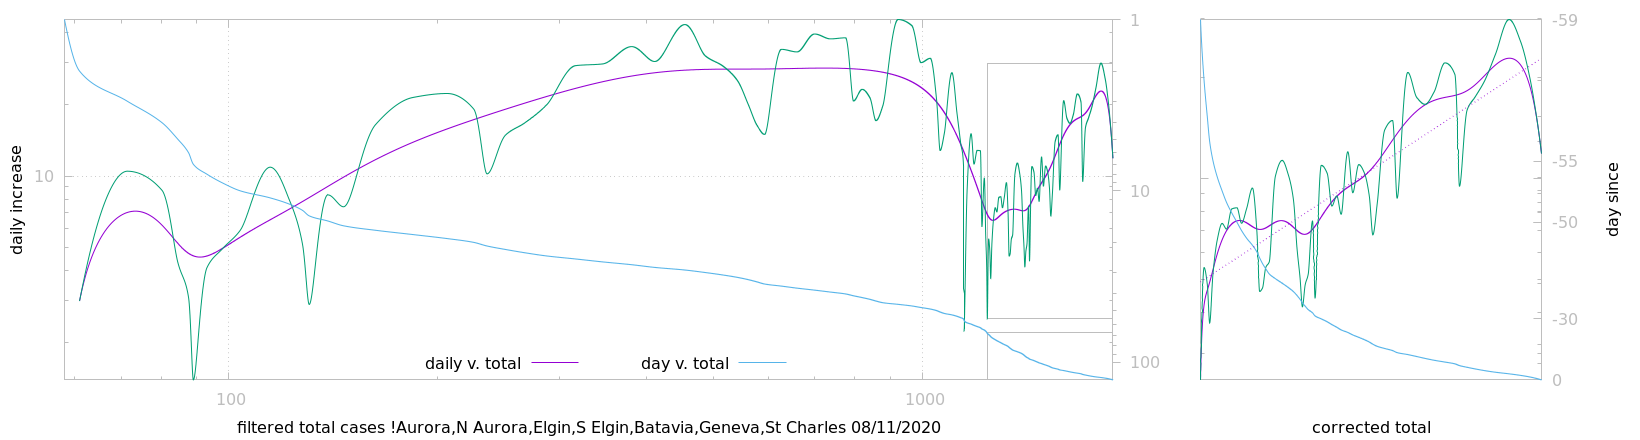 1
-59
10
daily increase
10
-55
-50
day since
-30
daily v. total
day v. total
100
0
100
1000
filtered total cases !Aurora,N Aurora,Elgin,S Elgin,Batavia,Geneva,St Charles 08/11/2020
corrected total